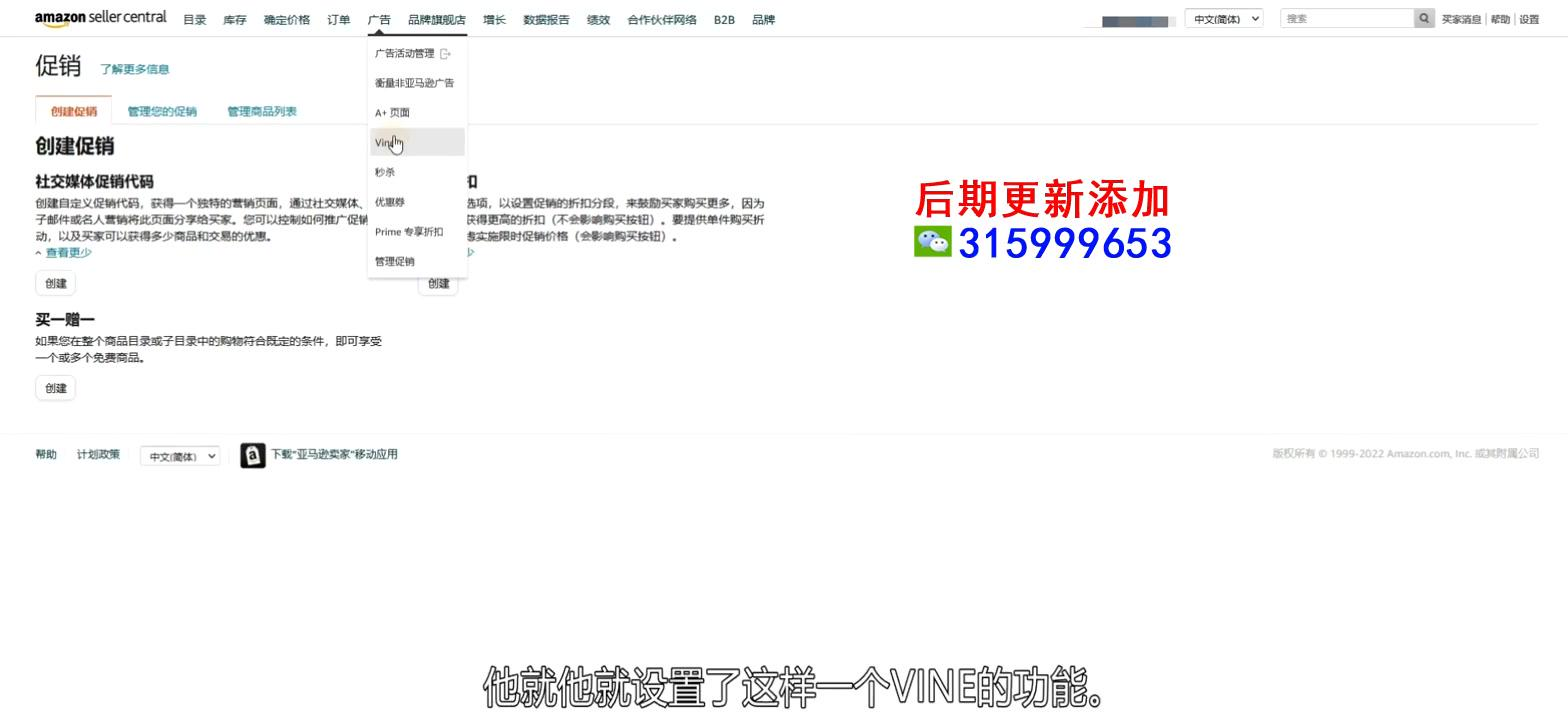 amazon seller central 目录 库存 确定价格 订单 广告 品牌旗舰店 增长 数据报告 绩效 合作伙伴网络 B2B 品牌 中文(简体) 搜索 买家消息 | 帮助 | 设置
促销 了解更多信息
创建促销 管理您的促销 管理商品列表
广告活动管理
衡量非亚马逊广告
A+ 页面
秒杀
优惠券
Prime 专享折扣
管理促销
创建促销
社交媒体促销代码
创建自定义促销代码，获得一个独特的营销页面，通过社交媒体、
子邮件或名人营销将此页面分享给买家。您可以控制如何推广促销
动，以及买家可以获得多少商品和交易的优惠。
查看更少
创建
扣
选项，以设置促销的折扣分段，来鼓励买家购买更多，因为
获得更高的折扣（不会影响购买按钮）。要提供单件购买折
实施限时促销价格（会影响购买按钮）。
创建
买一赠一
如果您在整个商品目录或子目录中的购物符合既定的条件，即可享受
一个或多个免费商品。
创建
后期更新添加
315999653
帮助 计划政策 中文(简体) 下载"亚马逊卖家"移动应用 版权所有 © 1999-2022 Amazon.com, Inc. 或其附属公司
他就他就设置了这样一个VINE的功能。